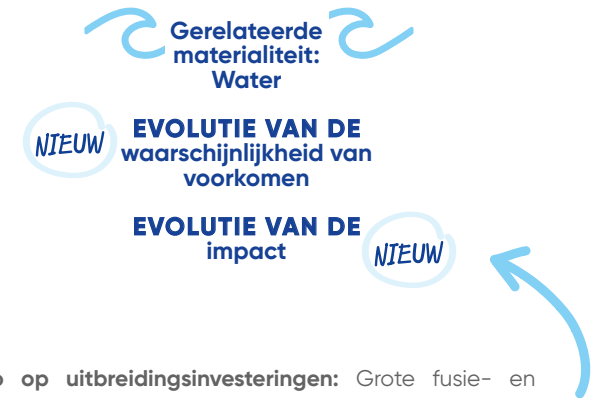 Gerelateerde
materialiteit:
Water
EVOLUTIE VAN DE
NIEUW waarschijnlijkheid van
voorkomen
EVOLUTIE VAN DE
impact NIEUW
op uitbreidingsinvesteringen: Grote fusie- en